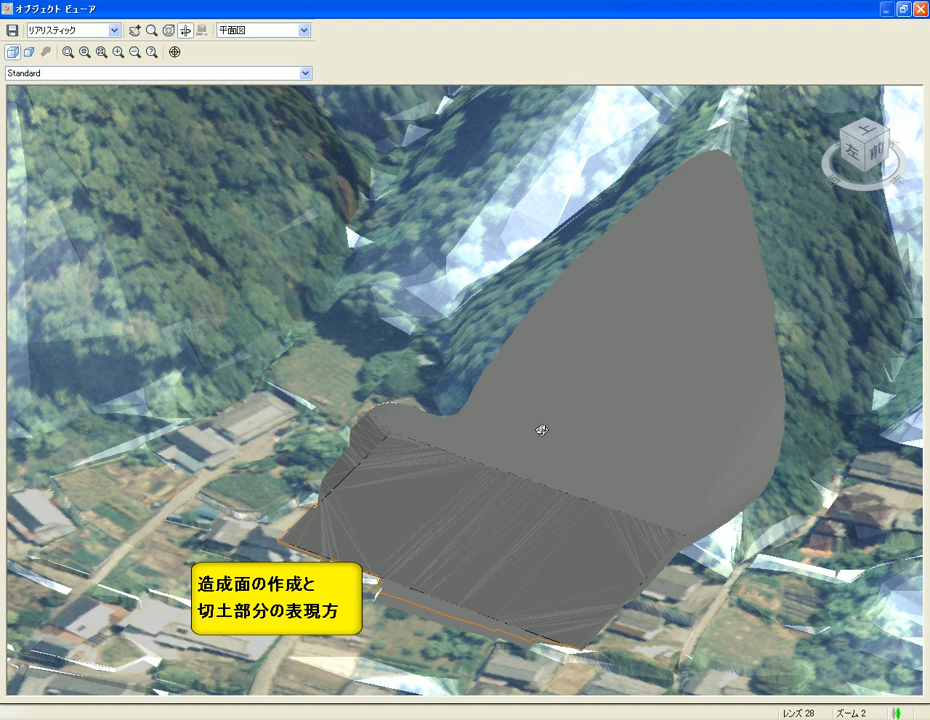 オブジェクト ビューア
リアリスティック
平面図
Standard
上
左
前
造成面の作成と
切土部分の表現方
レンズ 28
ズーム 2